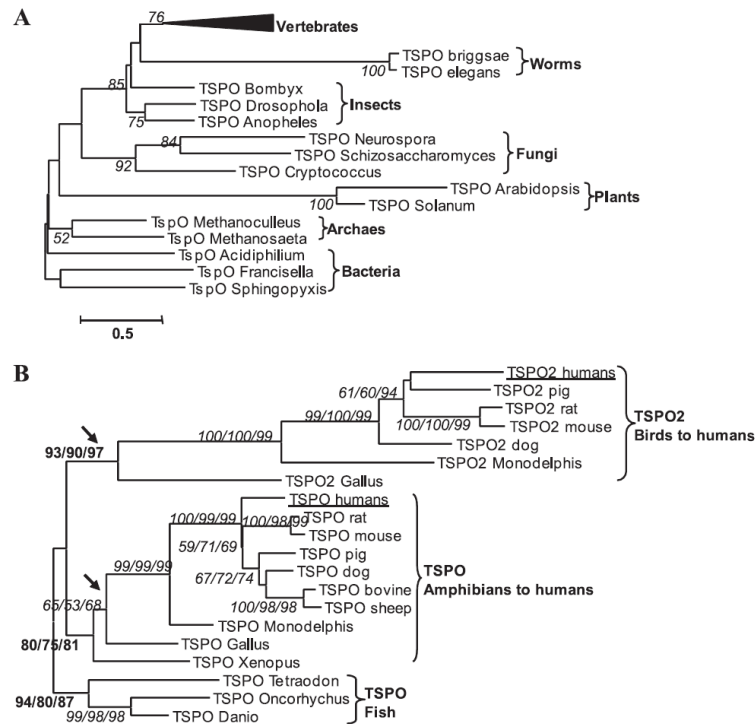 A
76
Vertebrates
TSPO briggsae
100
TSPO elegans
Worms
85
TSPO Bombyx
TSPO Drosophola
Insects
75
TSPO Anopheles
84
TSPO Neurospora
TSPO Schizosaccharomyces
Fungi
92
TSPO Cryptococcus
TSPO Arabidopsis
100
TSPO Solanum
Plants
TspO Methanoculleus
52
TspO Methanosaeta
Archaes
TspO Acidiphilium
TspO Francisella
Bacteria
TspO Sphingopyxis
0.5
B
TSPO2 humans
61/60/94
TSPO2 pig
99/100/99
TSPO2 rat
100/100/99
TSPO2 mouse
TSPO2
Birds to humans
100/100/99
TSPO2 dog
93/90/97
TSPO2 Monodelphis
TSPO2 Gallus
TSPO humans
100/99/99
100/98/99
TSPO rat
TSPO mouse
59/71/69
TSPO pig
99/99/99
67/72/74
TSPO dog
TSPO
Amphibians to humans
TSPO bovine
100/98/98
TSPO sheep
65/53/68
TSPO Monodelphis
80/75/81
TSPO Gallus
TSPO Xenopus
TSPO Tetraodon
94/80/87
TSPO Oncorhychus
TSPO
Fish
99/98/98
TSPO Danio